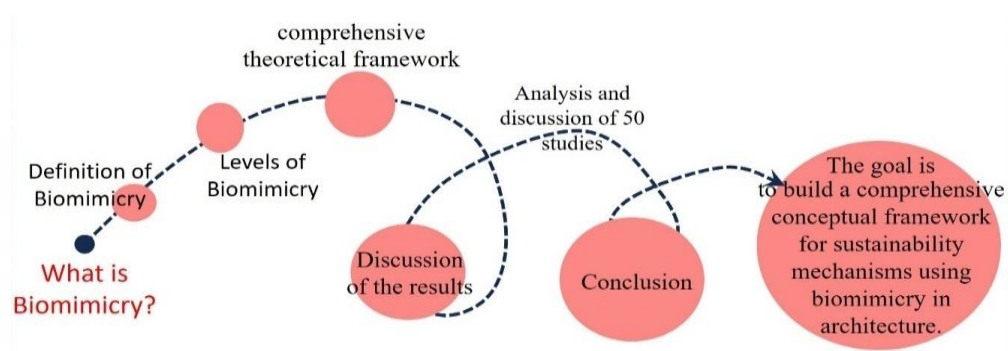 What is
Biomimicry?
Definition of
Biomimicry
Levels of
Biomimicry
comprehensive
theoretical framework
Discussion
of the results
Analysis and
discussion of 50
studies
Conclusion
The goal is
to build a comprehensive
conceptual framework
for sustainability
mechanisms using
biomimicry in
architecture.